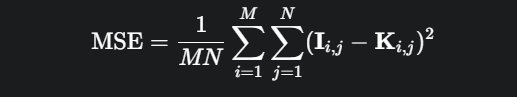 MSE = \frac{1}{MN} \sum_{i=1}^{M} \sum_{j=1}^{N} (\mathbf{I}_{i,j} - \mathbf{K}_{i,j})^2